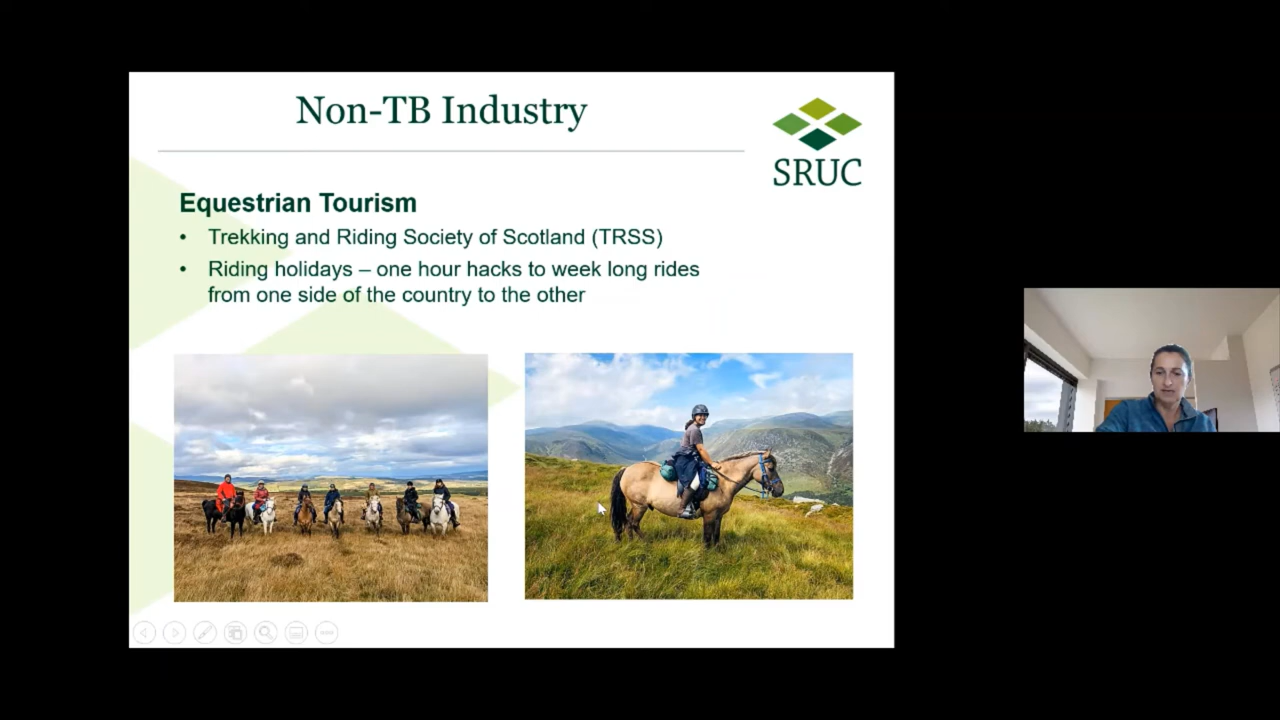 Non-TB Industry
SRUC
Equestrian Tourism
• Trekking and Riding Society of Scotland (TRSS)
• Riding holidays – one hour hacks to week long rides
from one side of the country to the other